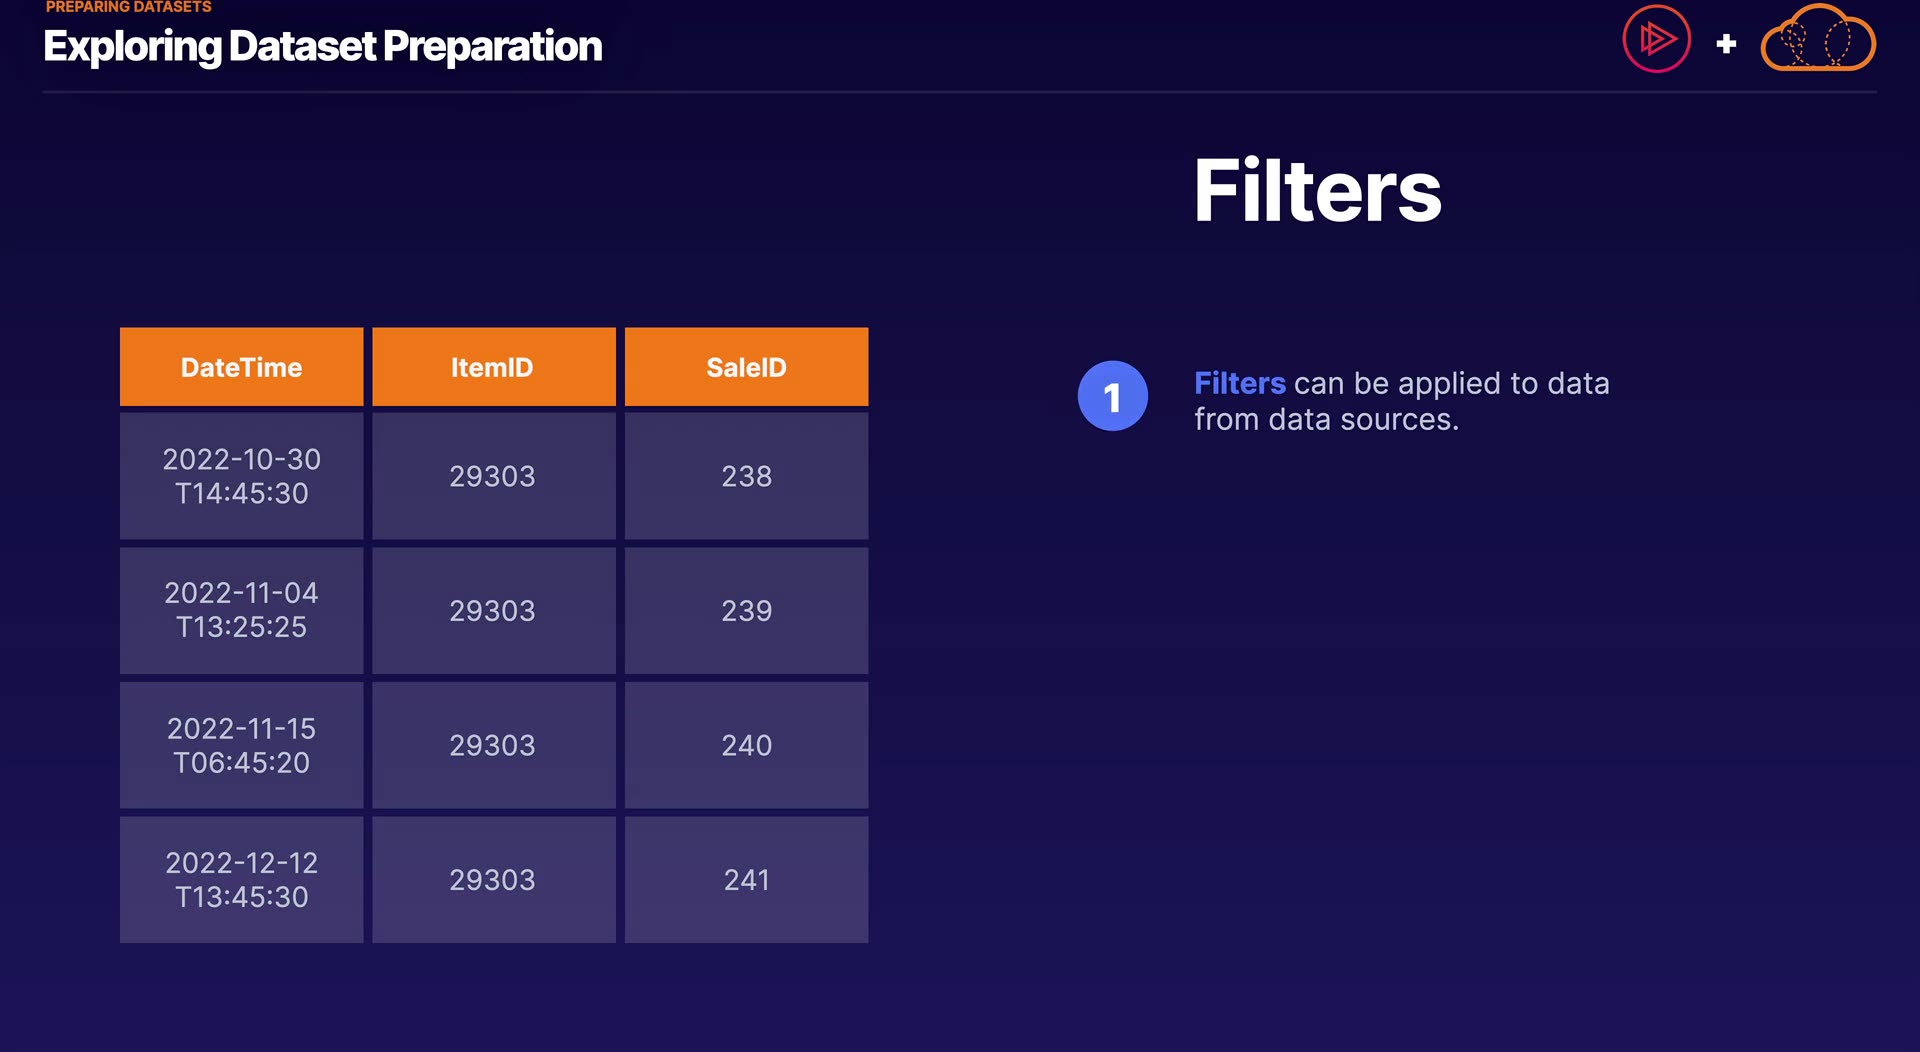 PREPARING DATASETS
Exploring Dataset Preparation
+
Filters
DateTime ItemID SaleID
2022-10-30
T14:45:30
29303
238
2022-11-04
T13:25:25
29303
239
2022-11-15
T06:45:20
29303
240
2022-12-12
T13:45:30
29303
241
1
Filters can be applied to data
from data sources.